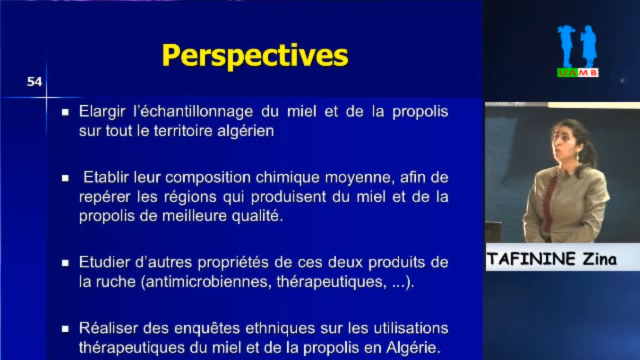 Perspectives
54
Elargir l'échantillonnage du miel et de la propolis
sur tout le territoire algérien
Etablir leur composition chimique moyenne, afin de
repérer les régions qui produisent du miel et de la
propolis de meilleure qualité.
Etudier d'autres propriétés de ces deux produits de
la ruche (antimicrobiennes, thérapeutiques, ...).
Réaliser des enquêtes ethniques sur les utilisations
thérapeutiques du miel et de la propolis en Algérie.
UAMB
TAFININE Zina